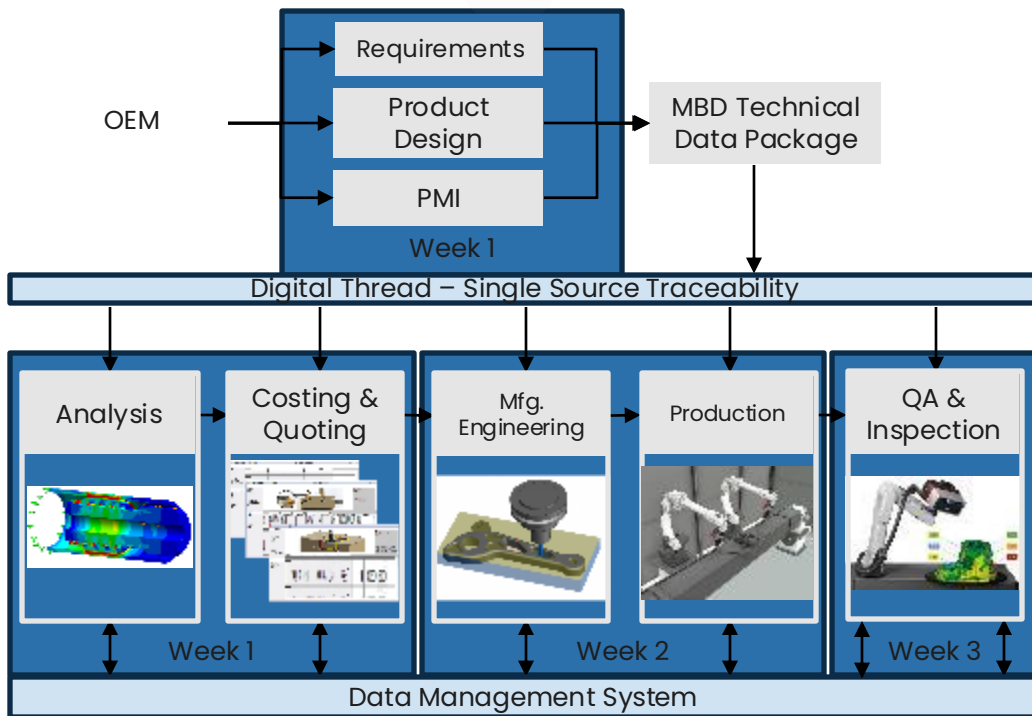 Requirements
OEM
Product
Design
MBD Technical
Data Package
PMI
Week 1
Digital Thread – Single Source Traceability
Analysis
Costing &
Quoting
Mfg.
Engineering
Production
QA &
Inspection
Week 1
Week 2
Week 3
Data Management System